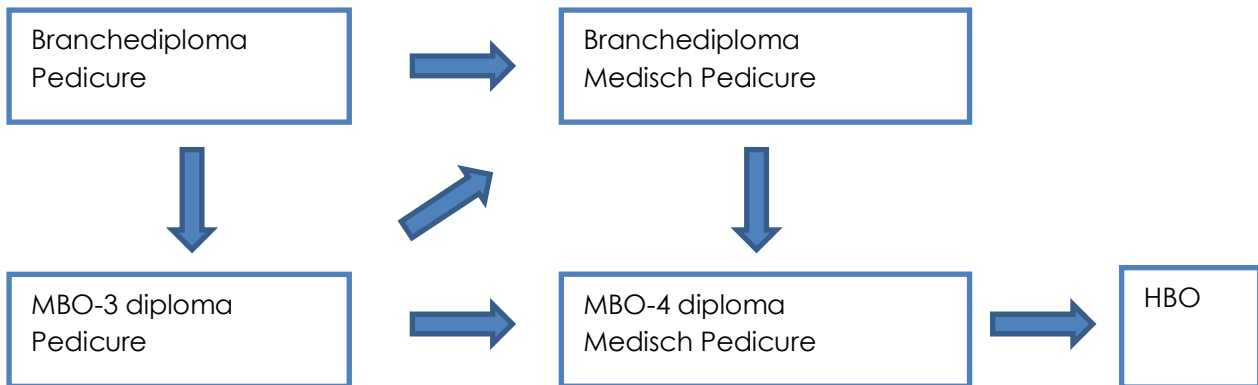 Branchediploma
Pedicure
Branchediploma
Medisch Pedicure
MBO-3 diploma
Pedicure
MBO-4 diploma
Medisch Pedicure
HBO